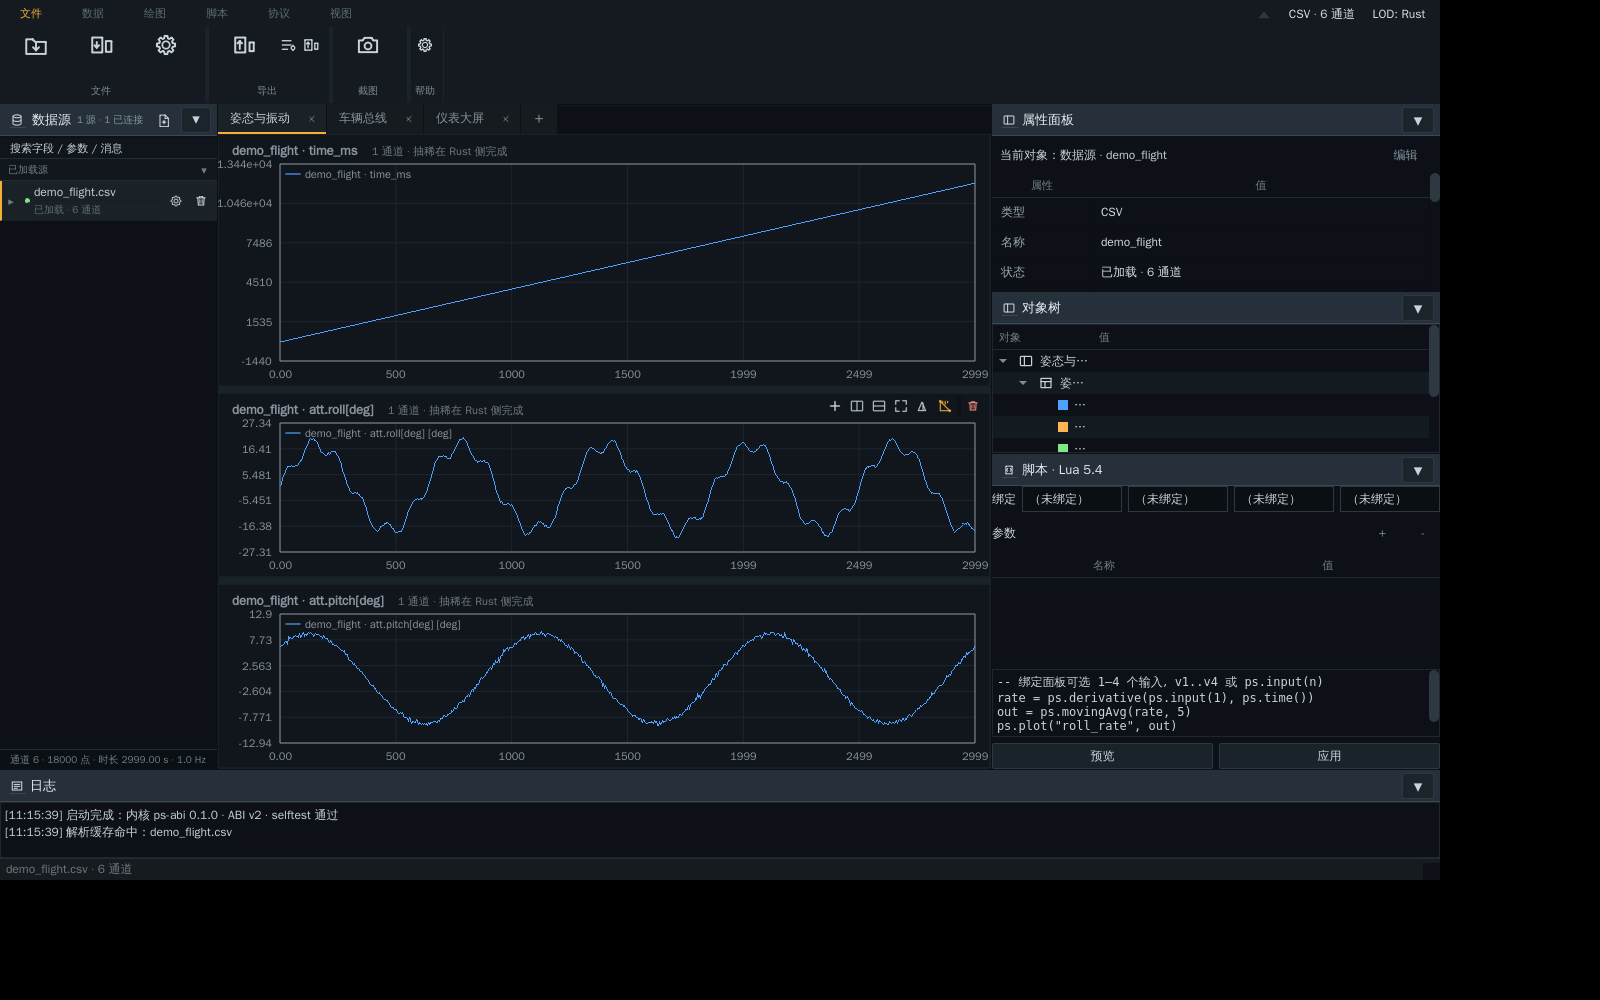 文件 数据 绘图 脚本 协议 视图
CSV · 6 通道 LOD: Rust
文件 导出 截图 帮助
数据源 1 源 · 1 已连接
搜索字段 / 参数 / 消息
已加载源
demo_flight.csv
已加载 · 6 通道
通道 6 · 18000 点 · 时长 2999.00 s · 1.0 Hz
姿态与振动 × 车辆总线 × 仪表大屏 × +
demo_flight · time_ms 1 通道 · 抽稀在 Rust 侧完成
demo_flight · time_ms
1.344e+04
1.046e+04
7486
4510
1535
-1440
0.00 500 1000 1500 1999 2499 2999
demo_flight · att.roll[deg] 1 通道 · 抽稀在 Rust 侧完成
demo_flight · att.roll[deg] [deg]
27.34
16.41
5.481
-5.451
-16.38
-27.31
0.00 500 1000 1500 1999 2499 2999
demo_flight · att.pitch[deg] 1 通道 · 抽稀在 Rust 侧完成
demo_flight · att.pitch[deg] [deg]
12.9
7.73
2.563
-2.604
-7.771
-12.94
0.00 500 1000 1500 1999 2499 2999
属性面板
当前对象：数据源 · demo_flight 编辑
属性 值
类型 CSV
名称 demo_flight
状态 已加载 · 6 通道
对象树
对象 值
姿态与···
姿···
···
···
···
脚本 · Lua 5.4
绑定 （未绑定） （未绑定） （未绑定） （未绑定）
参数 + -
名称 值
-- 绑定面板可选 1—4 个输入, v1..v4 或 ps.input(n)
rate = ps.derivative(ps.input(1), ps.time())
out = ps.movingAvg(rate, 5)
ps.plot("roll_rate", out)
预览 应用
日志
[11:15:39] 启动完成：内核 ps-abi 0.1.0 · ABI v2 · selftest 通过
[11:15:39] 解析缓存命中：demo_flight.csv
demo_flight.csv · 6 通道